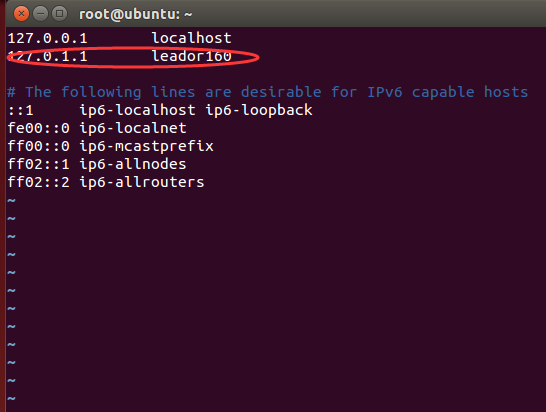 root@ubuntu: ~
127.0.0.1 localhost
127.0.1.1 leador160
# The following lines are desirable for IPv6 capable hosts
::1 ip6-localhost ip6-loopback
fe00::0 ip6-localnet
ff00::0 ip6-mcastprefix
ff02::1 ip6-allnodes
ff02::2 ip6-allrouters
~
~
~
~
~
~
~
~
~
~
~
~